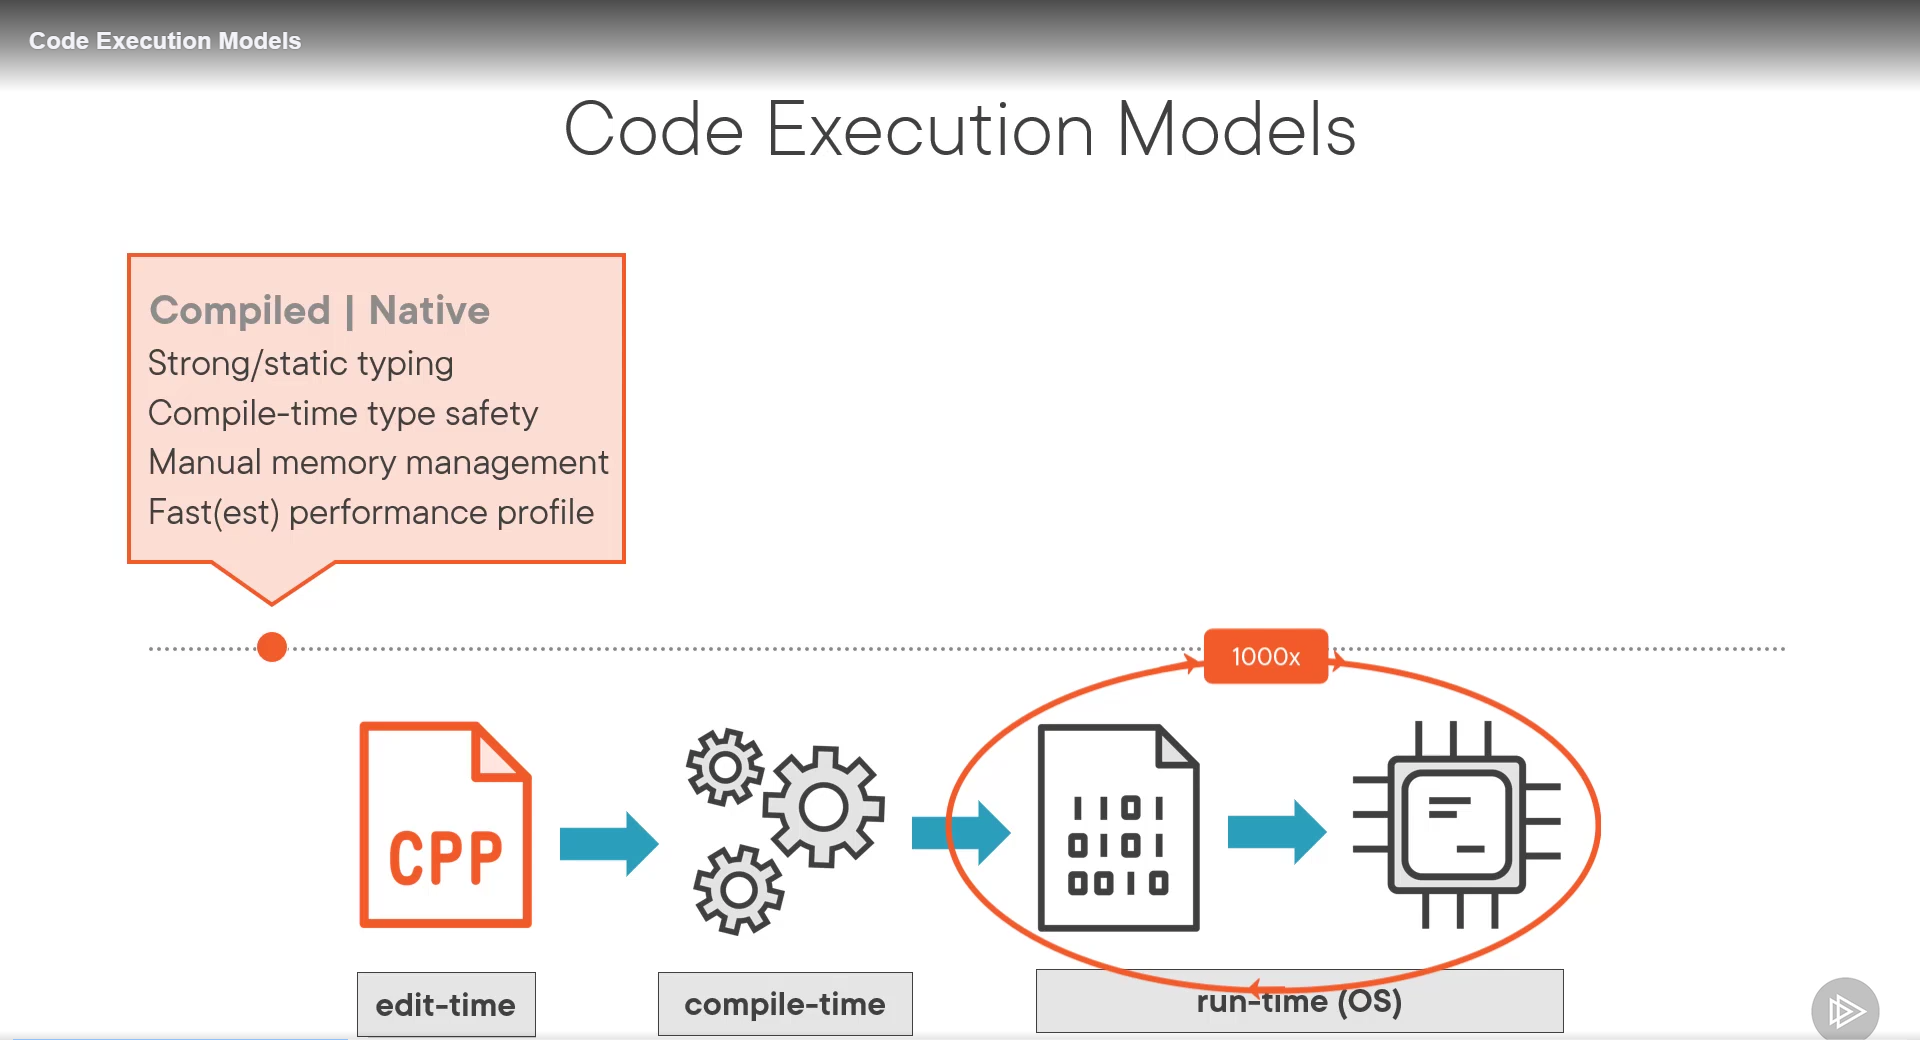 Code Execution Models
Code Execution Models
Compiled | Native
Strong/static typing
Compile-time type safety
Manual memory management
Fast(est) performance profile
1000x
CPP
1101
0101
0010
edit-time
compile-time
run-time (OS)